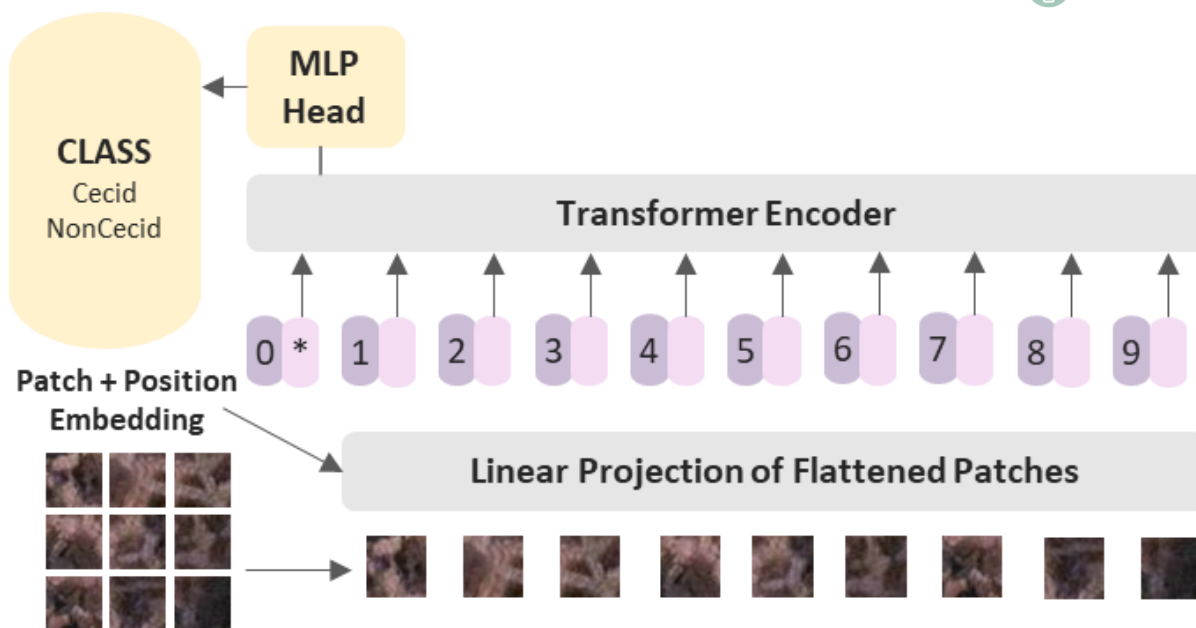 MLP
Head
CLASS
Cecid
NonCecid
Transformer Encoder
0 * 1 2 3 4 5 6 7 8 9
Patch + Position
Embedding
Linear Projection of Flattened Patches